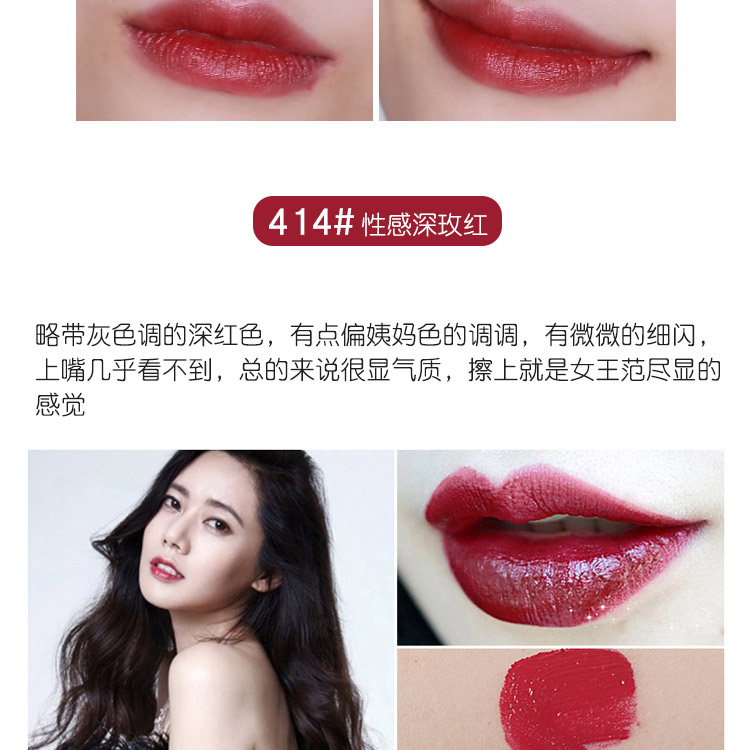 414# 性感深玫红
略带灰色调的深红色，有点偏姨妈色的调调，有微微的细闪，
上嘴几乎看不到，总的来说很显气质，擦上就是女王范尽显的
感觉